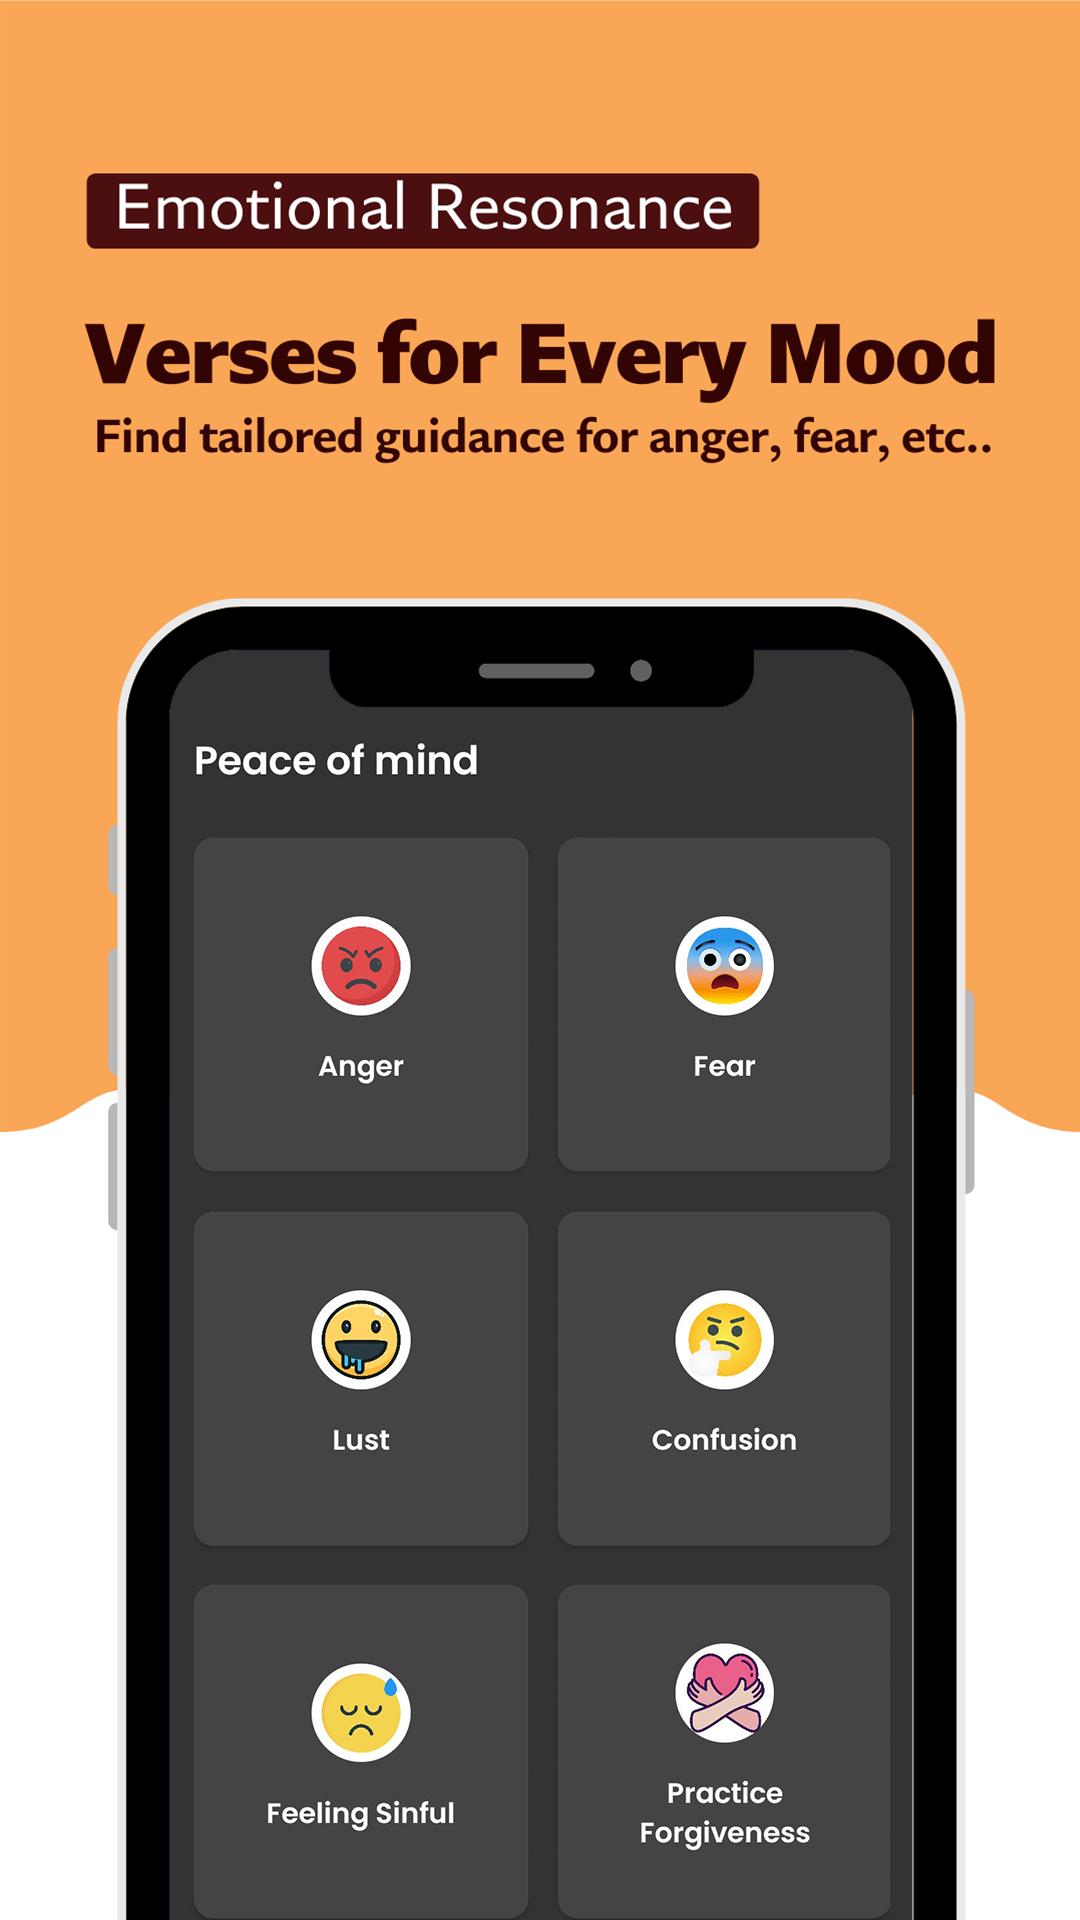 Emotional Resonance
Verses for Every Mood
Find tailored guidance for anger, fear, etc..
Peace of mind
Anger
Fear
Lust
Confusion
Feeling Sinful
Practice
Forgiveness